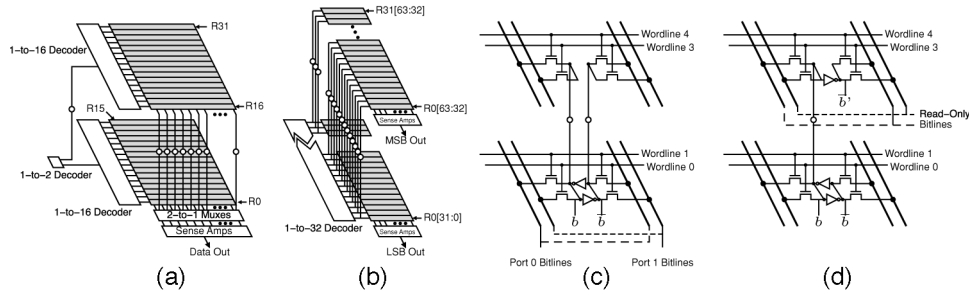 R31
1-to-16 Decoder
R15
R16
1-to-2 Decoder
R0
1-to-16 Decoder
2-to-1 Muxes
Sense Amps
Data Out
(a)
R31[63:32]
R0[63:32]
Sense Amps
MSB Out
R0[31:0]
1-to-32 Decoder
Sense Amps
LSB Out
(b)
Wordline 4
Wordline 3
Wordline 1
Wordline 0
b
b
Port 0 Bitlines
Port 1 Bitlines
(c)
Wordline 4
Wordline 3
b'
Read-Only
Bitlines
Wordline 1
Wordline 0
b
b
(d)